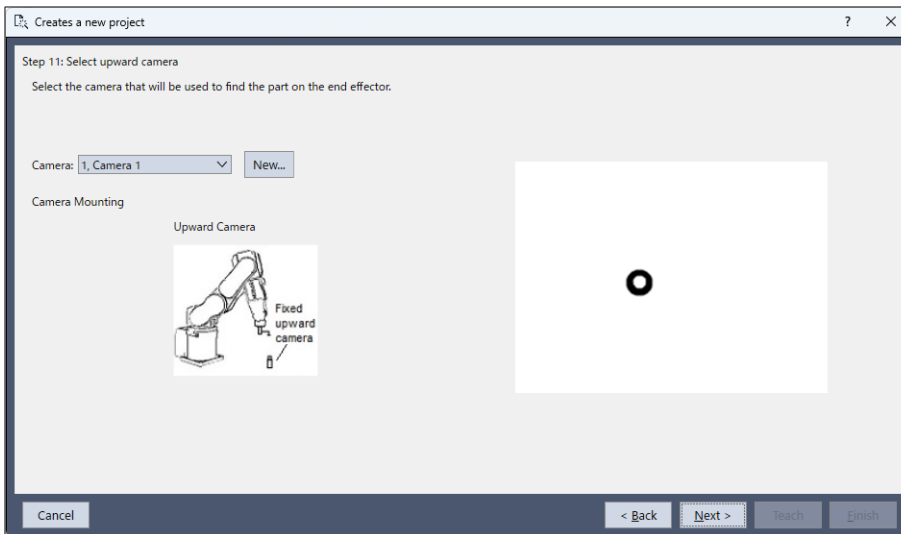 Creates a new project
?
Step 11: Select upward camera
Select the camera that will be used to find the part on the end effector.
Camera: 1, Camera 1 New...
Camera Mounting
Upward Camera
Fixed
upward
camera
Cancel < Back Next > Teach Finish